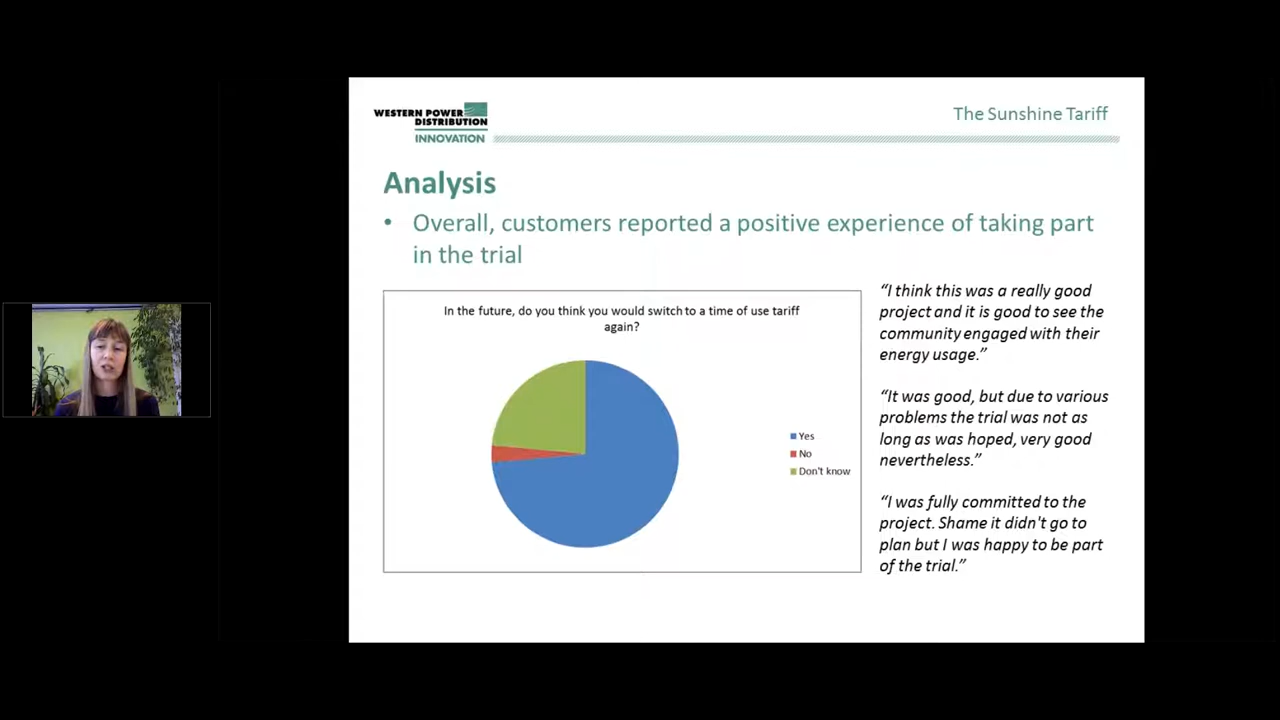 WESTERN POWER
DISTRIBUTION
INNOVATION
The Sunshine Tariff
Analysis
• Overall, customers reported a positive experience of taking part
in the trial
In the future, do you think you would switch to a time of use tariff
again?
Yes
No
Don't know
“I think this was a really good
project and it is good to see the
community engaged with their
energy usage.”
“It was good, but due to various
problems the trial was not as
long as was hoped, very good
nevertheless.”
“I was fully committed to the
project. Shame it didn't go to
plan but I was happy to be part
of the trial.”